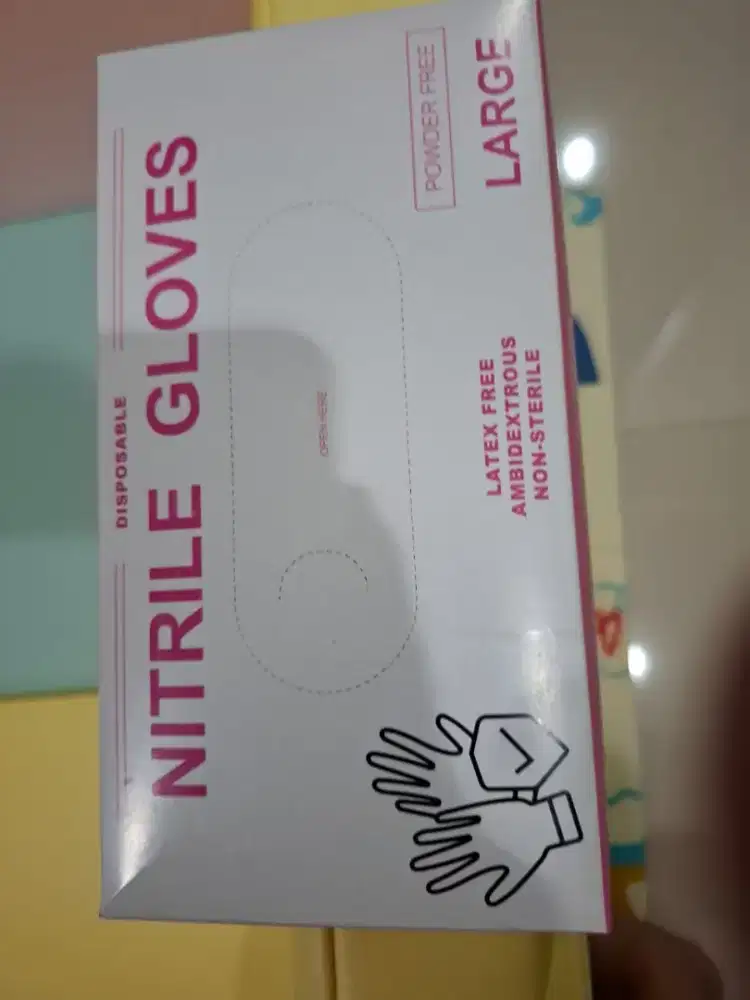 DISPOSABLE
NITRILE GLOVES
OPEN HERE
POWDER FREE
LARGE
LATEX FREE
AMBIDEXTROUS
NON-STERILE